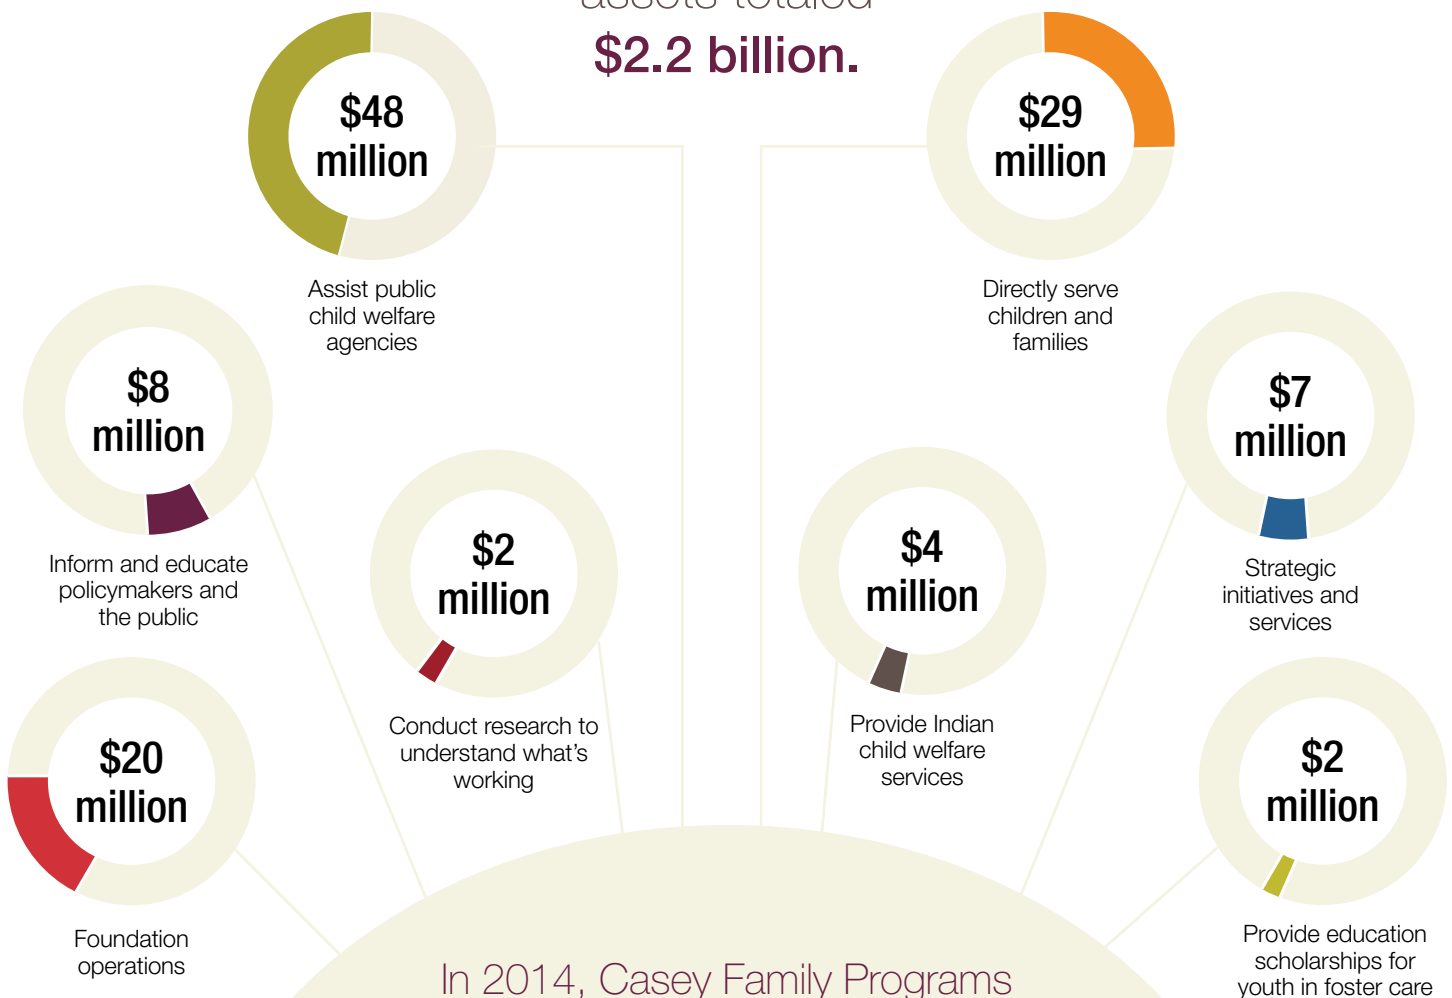 assets totaled
$2.2 billion.
$48
million
Assist public
child welfare
agencies
$29
million
Directly serve
children and
families
$8
million
Inform and educate
policymakers and
the public
$7
million
Strategic
initiatives and
services
$2
million
Conduct research to
understand what's
working
$4
million
Provide Indian
child welfare
services
$20
million
Foundation
operations
$2
million
Provide education
scholarships for
youth in foster care
In 2014, Casey Family Programs